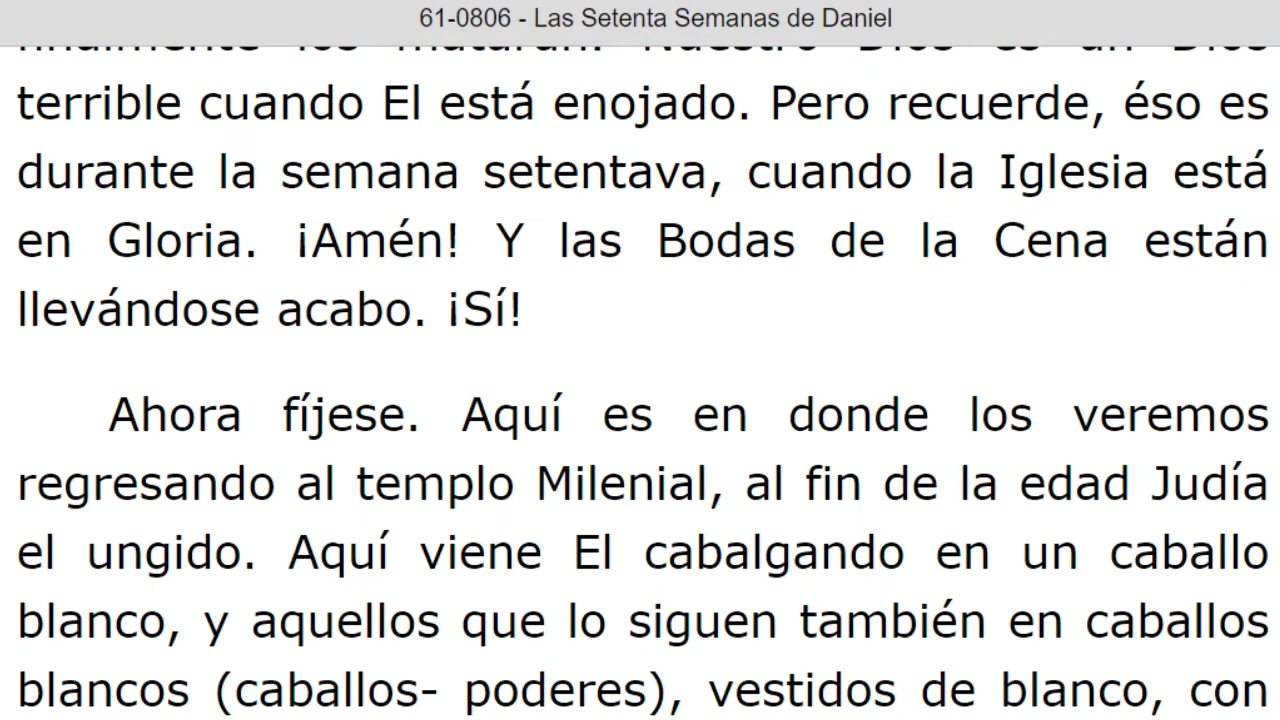 61-0806 - Las Setenta Semanas de Daniel
terrible cuando El está enojado. Pero recuerde, éso es
durante la semana setentava, cuando la Iglesia está
en Gloria. ¡Amén! Y las Bodas de la Cena están
llevándose acabo. ¡Sí!
Ahora fíjese. Aquí es en donde los veremos
regresando al templo Milenial, al fin de la edad Judía
el ungido. Aquí viene El cabalgando en un caballo
blanco, y aquellos que lo siguen también en caballos
blancos (caballos- poderes), vestidos de blanco, con